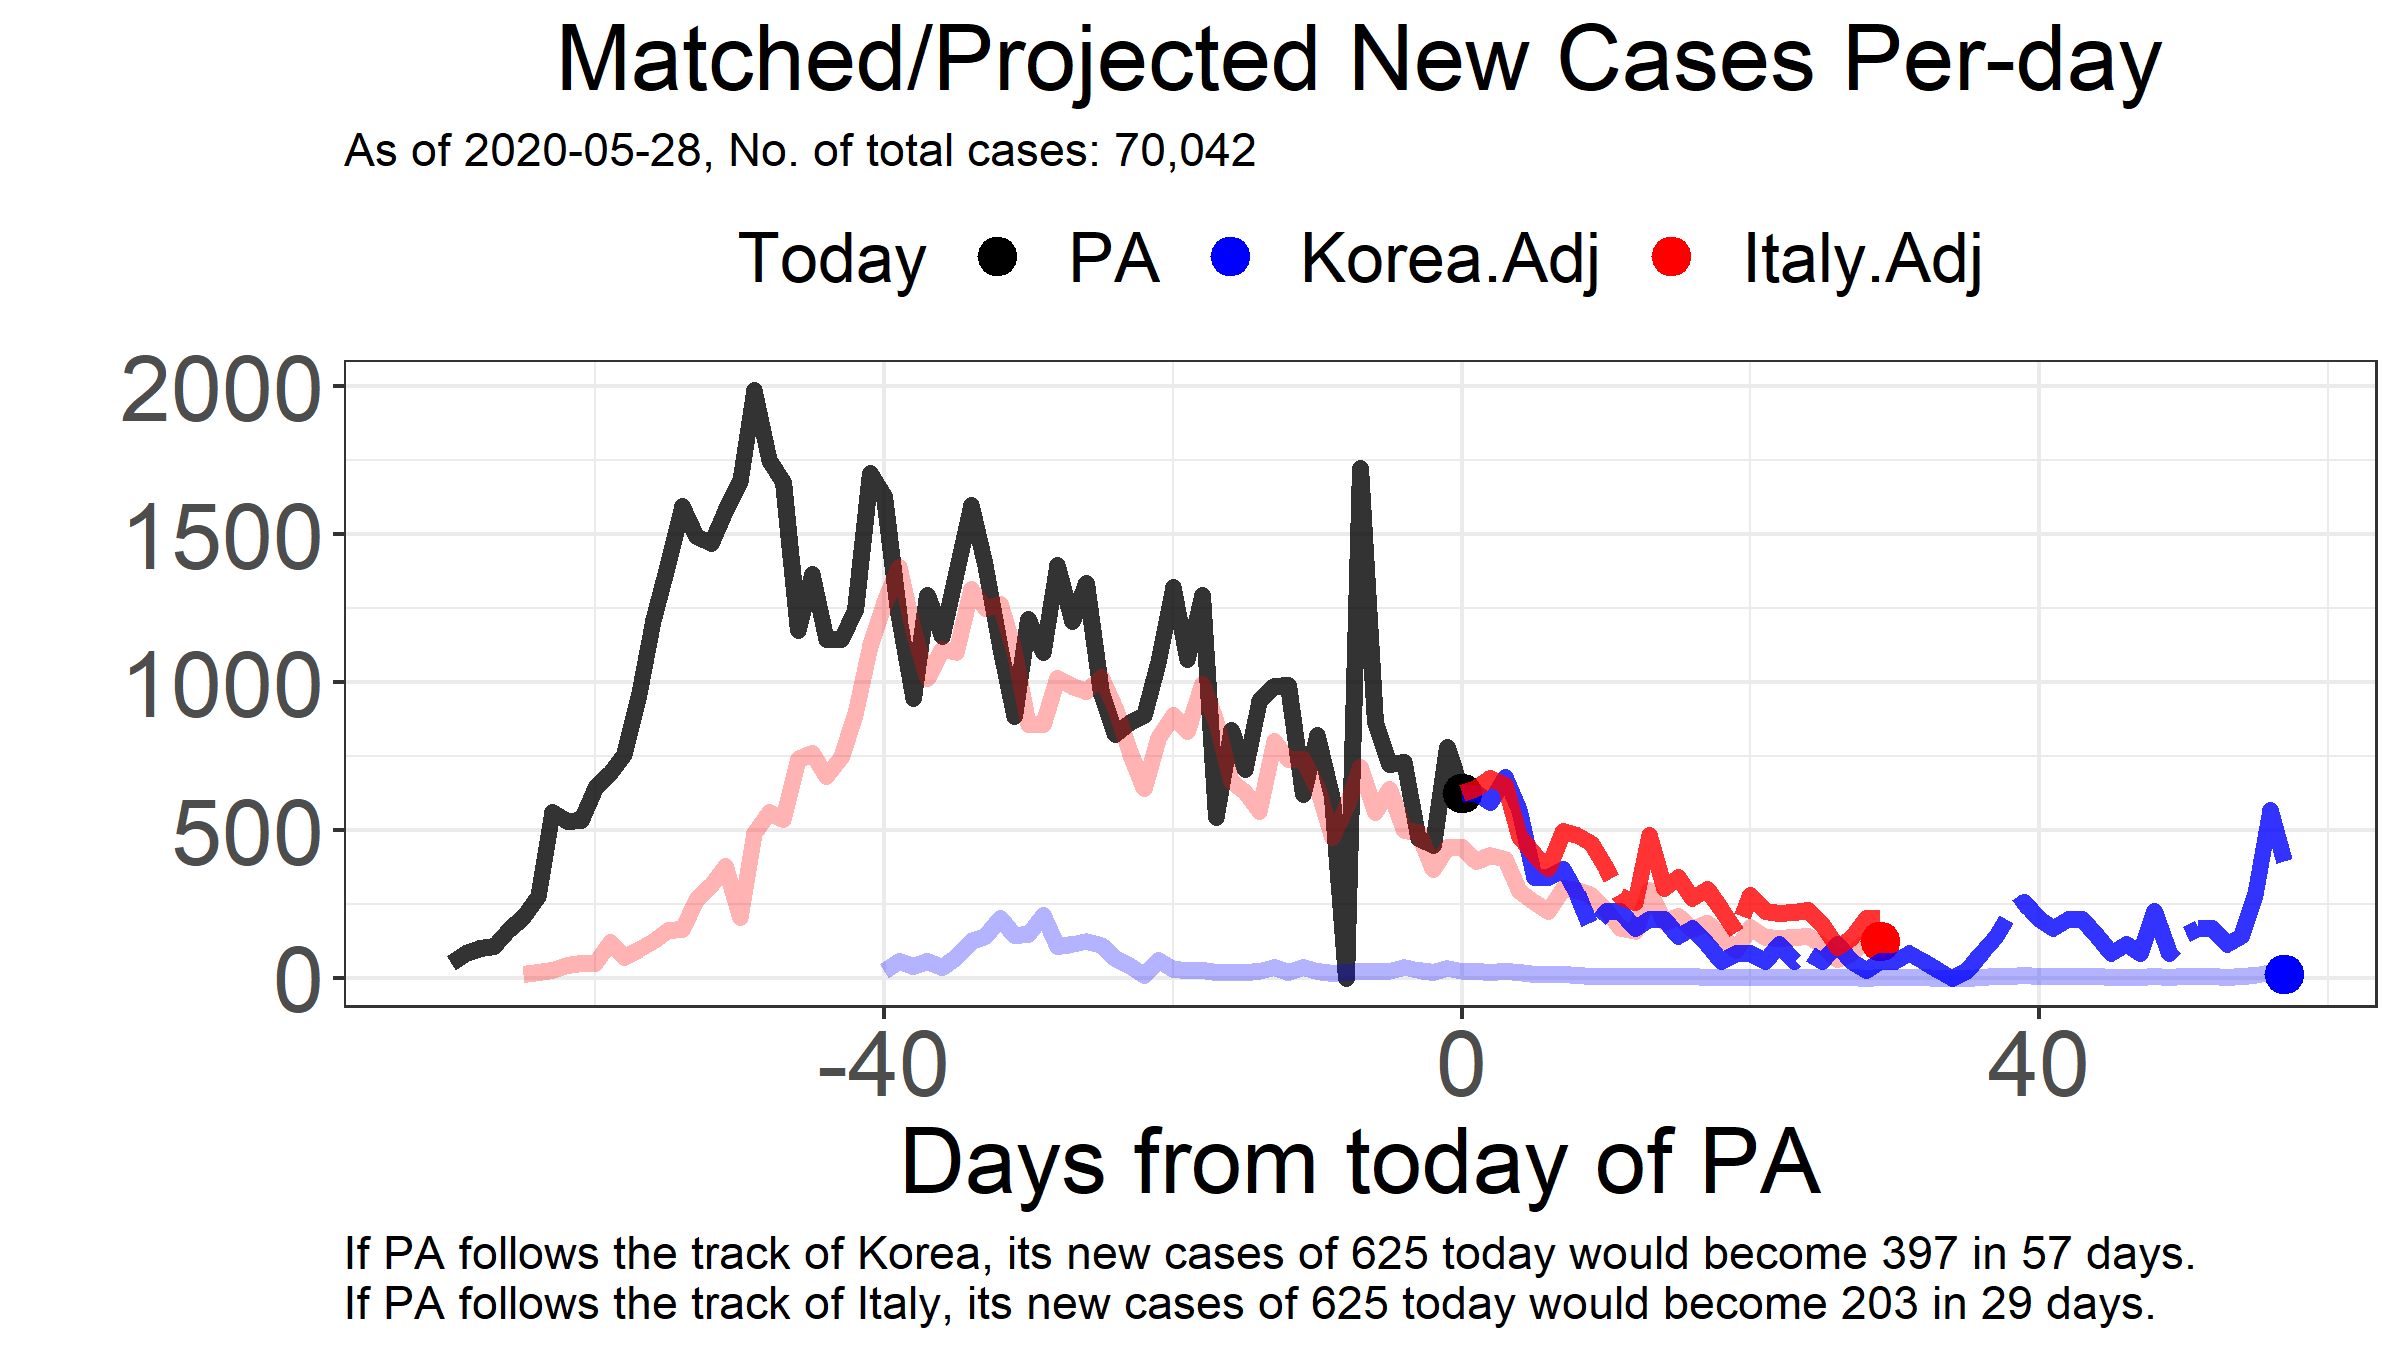 Matched/Projected New Cases Per-day
As of 2020-05-28, No. of total cases: 70,042
Today PA Korea.Adj Italy.Adj
2000
1500
1000
500
0
-40 0 40
Days from today of PA
If PA follows the track of Korea, its new cases of 625 today would become 397 in 57 days.
If PA follows the track of Italy, its new cases of 625 today would become 203 in 29 days.